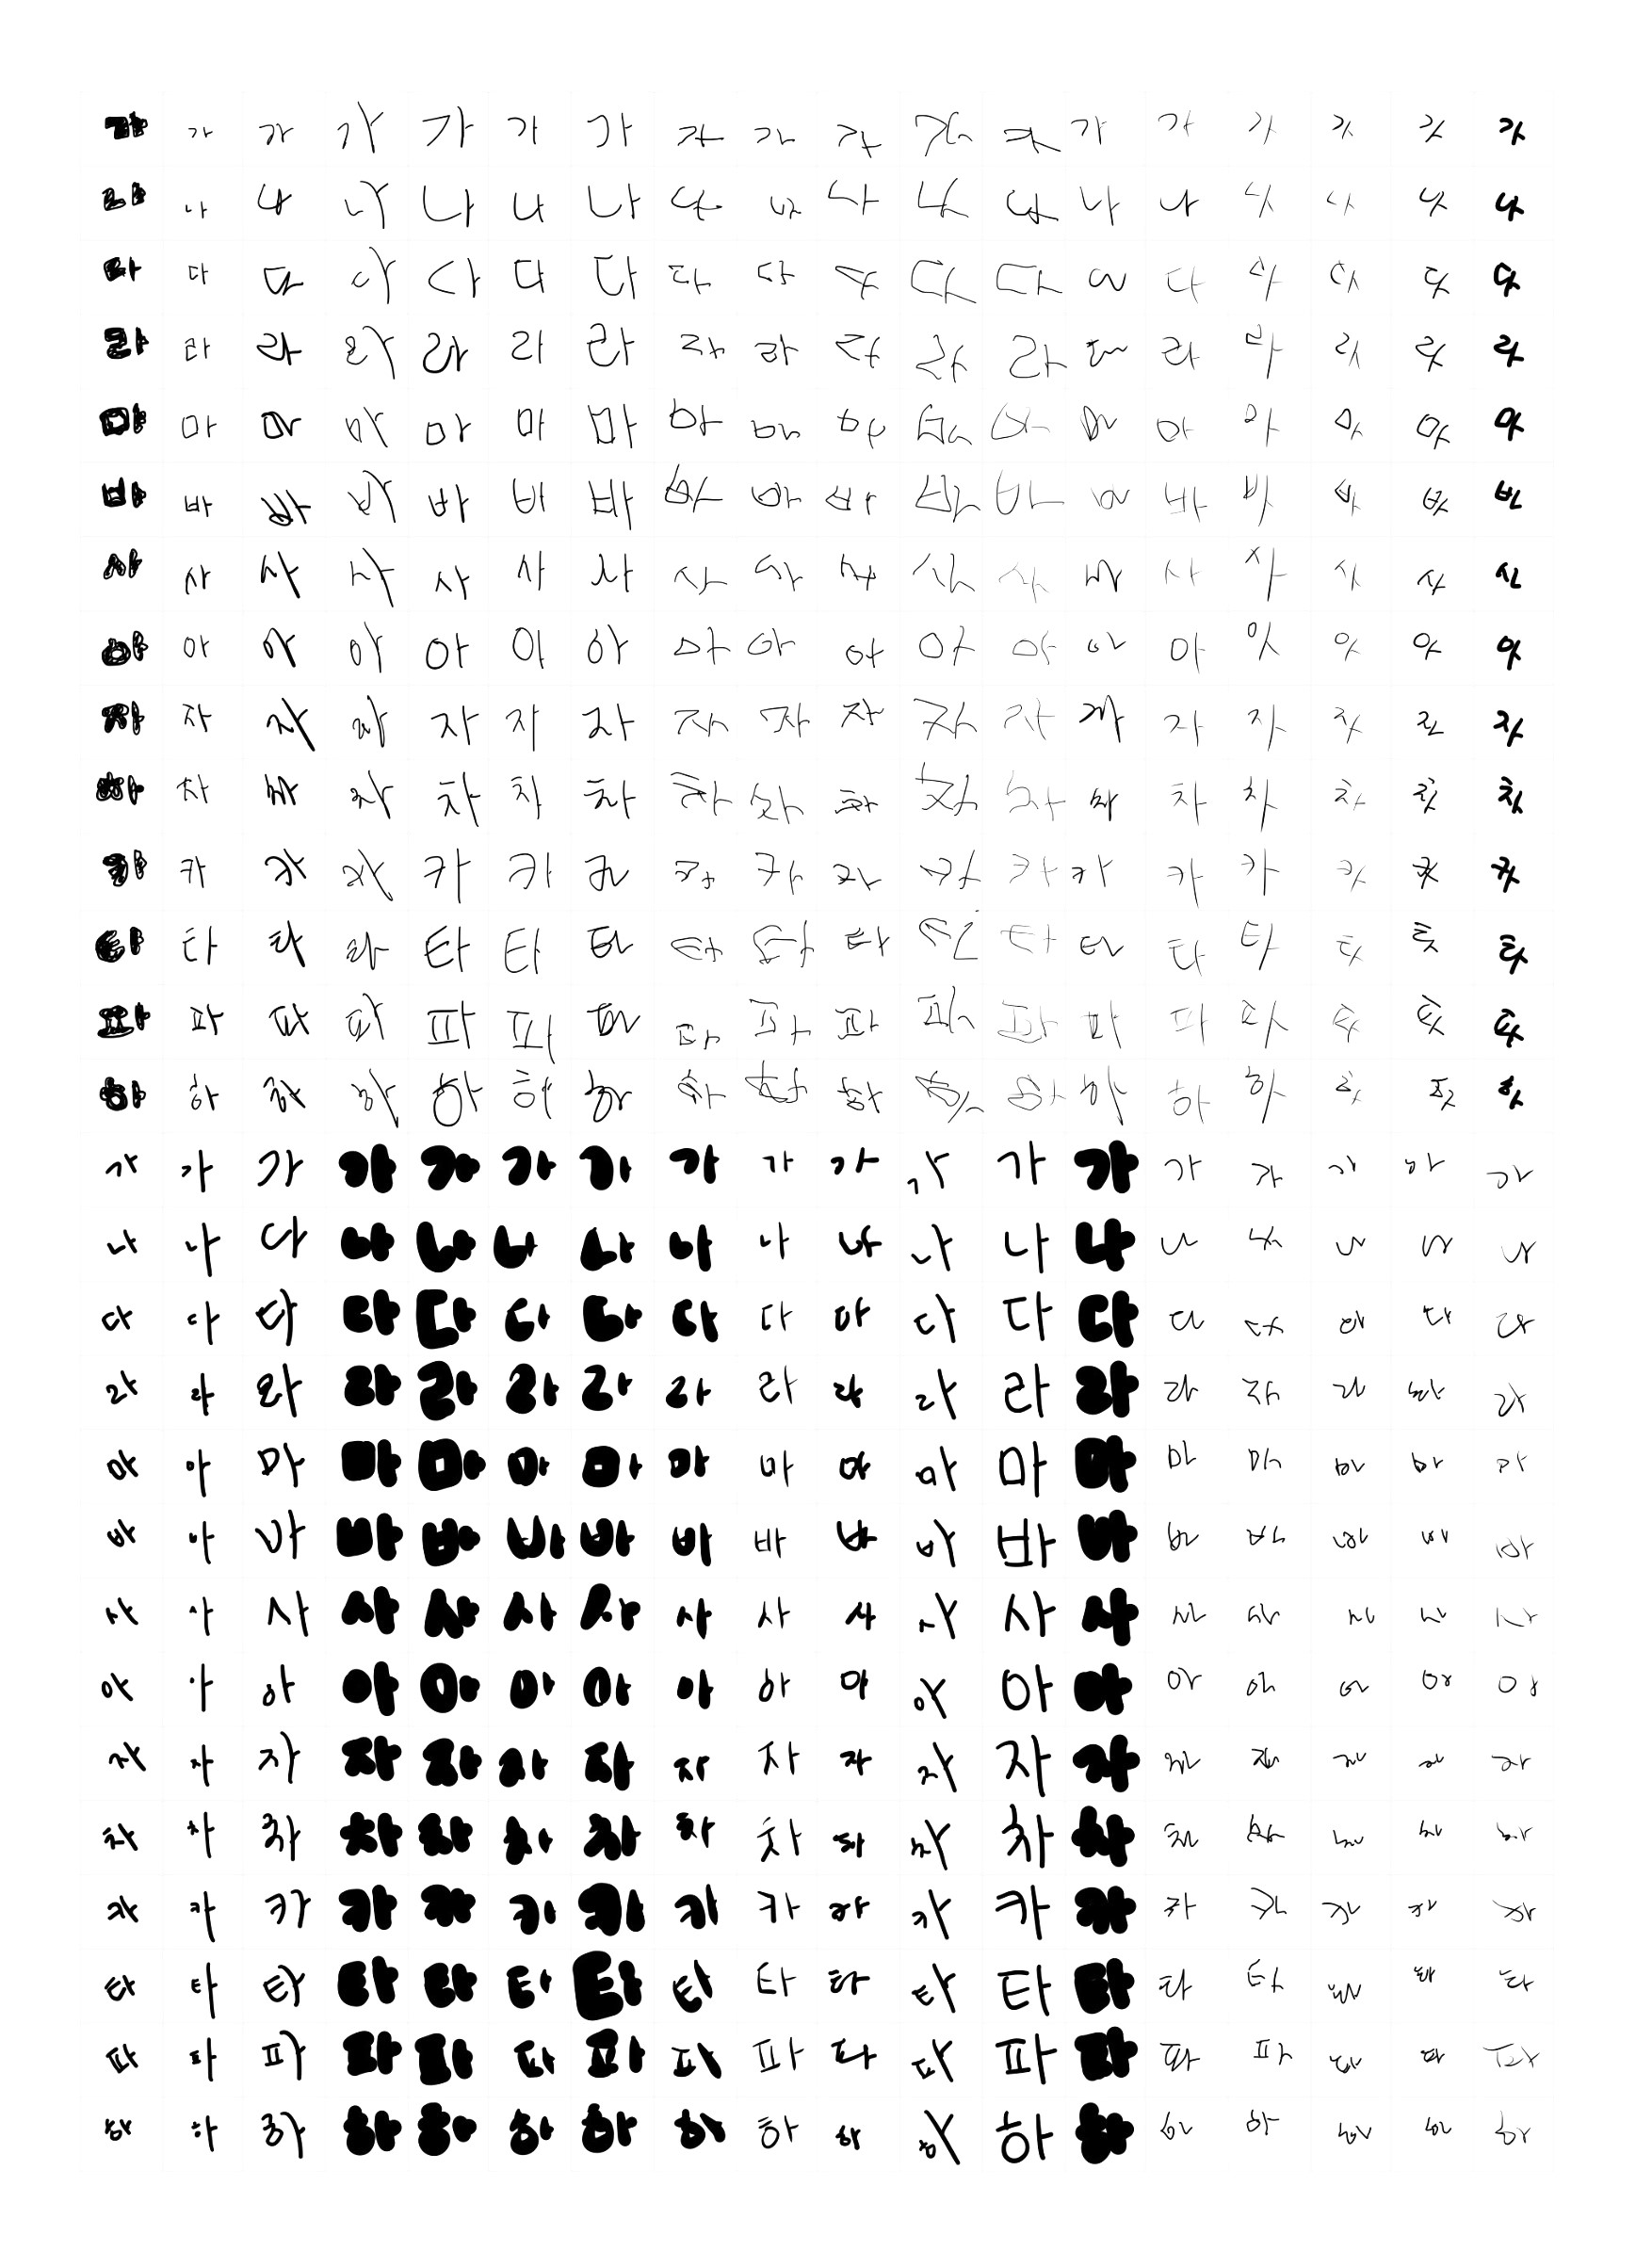 가 가 가 가 가 가 가 가 가 가 가 가 가 가 가 가 가 가
나 나 나 나 나 나 나 나 나 나 나 나 나 나 나 나 나 나
다 다 다 다 다 다 다 다 다 다 다 다 다 다 다 다 다 다
라 라 라 라 라 라 라 라 라 라 라 라 라 라 라 라 라 라
마 마 마 마 마 마 마 마 마 마 마 마 마 마 마 마 마 마
바 바 바 바 바 바 바 바 바 바 바 바 바 바 바 바 바 바
사 사 사 사 사 사 사 사 사 사 사 사 사 사 사 사 사 사
아 아 아 아 아 아 아 아 아 아 아 아 아 아 아 아 아 아
자 자 자 자 자 자 자 자 자 자 자 자 자 자 자 자 자 자
차 차 차 차 차 차 차 차 차 차 차 차 차 차 차 차 차 차
카 카 카 카 카 카 카 카 카 카 카 카 카 카 카 카 카 카
타 타 타 타 타 타 타 타 타 타 타 타 타 타 타 타 타 타
파 파 파 파 파 파 파 파 파 파 파 파 파 파 파 파 파 파
하 하 하 하 하 하 하 하 하 하 하 하 하 하 하 하 하 하
가 가 가 가 가 가 가 가 가 가 가 가 가 가 가 가 가 가
나 나 나 나 나 나 나 나 나 나 나 나 나 나 나 나 나 나
다 다 다 다 다 다 다 다 다 다 다 다 다 다 다 다 다 다
라 라 라 라 라 라 라 라 라 라 라 라 라 라 라 라 라 라
마 마 마 마 마 마 마 마 마 마 마 마 마 마 마 마 마 마
바 바 바 바 바 바 바 바 바 바 바 바 바 바 바 바 바 바
사 사 사 사 사 사 사 사 사 사 사 사 사 사 사 사 사 사
아 아 아 아 아 아 아 아 아 아 아 아 아 아 아 아 아 아
자 자 자 자 자 자 자 자 자 자 자 자 자 자 자 자 자 자
차 차 차 차 차 차 차 차 차 차 차 차 차 차 차 차 차 차
카 카 카 카 카 카 카 카 카 카 카 카 카 카 카 카 카 카
타 타 타 타 타 타 타 타 타 타 타 타 타 타 타 타 타 타
파 파 파 파 파 파 파 파 파 파 파 파 파 파 파 파 파 파
하 하 하 하 하 하 하 하 하 하 하 하 하 하 하 하 하 하